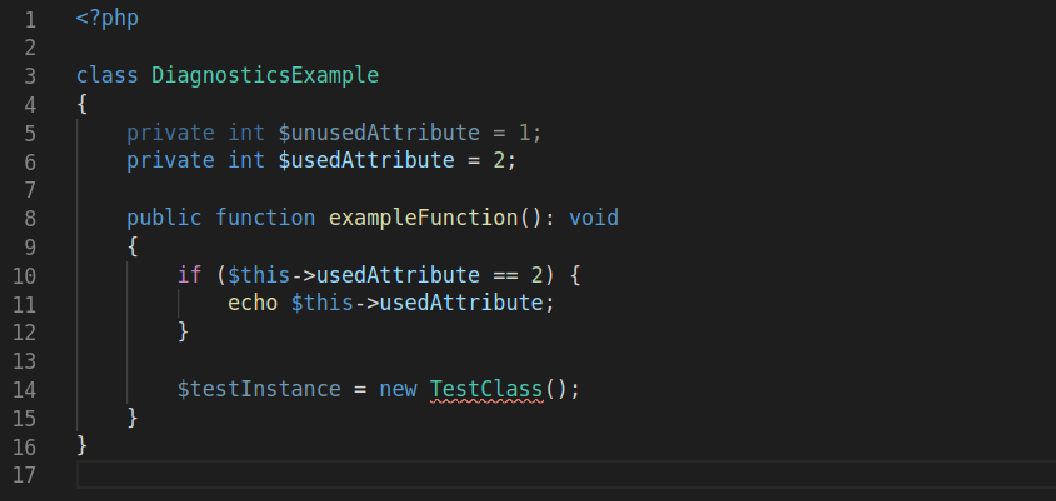 1 <?php
2
3 class DiagnosticsExample
4 {
5     private int $unusedAttribute = 1;
6     private int $usedAttribute = 2;
7
8     public function exampleFunction(): void
9     {
10         if ($this->usedAttribute == 2) {
11             echo $this->usedAttribute;
12         }
13
14         $testInstance = new TestClass();
15     }
16 }
17